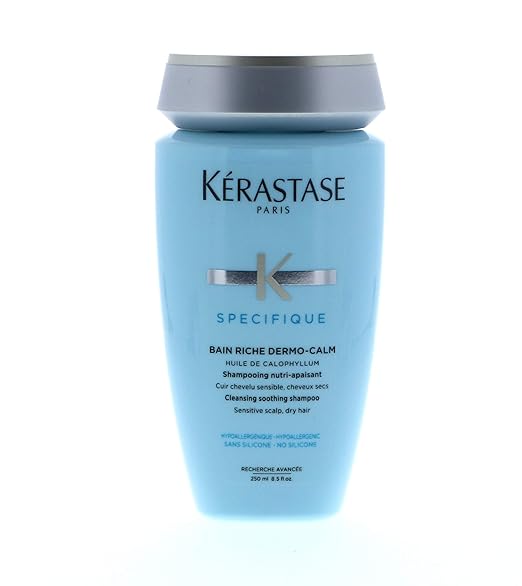 KÉRASTASE
PARIS
K
SPECIFIQUE
BAIN RICHE DERMO-CALM
HUILE DE CALOPHYLLUM
Shampooing nutri-apaisant
Cuir chevelu sensible, cheveux secs
Cleansing soothing shampoo
Sensitive scalp, dry hair
HYPOALLERGÉNIQUE - HYPOALLERGENIC
SANS SILICONE - NO SILICONE
RECHERCHE AVANCÉE
250 ml 8.5 fl.oz.